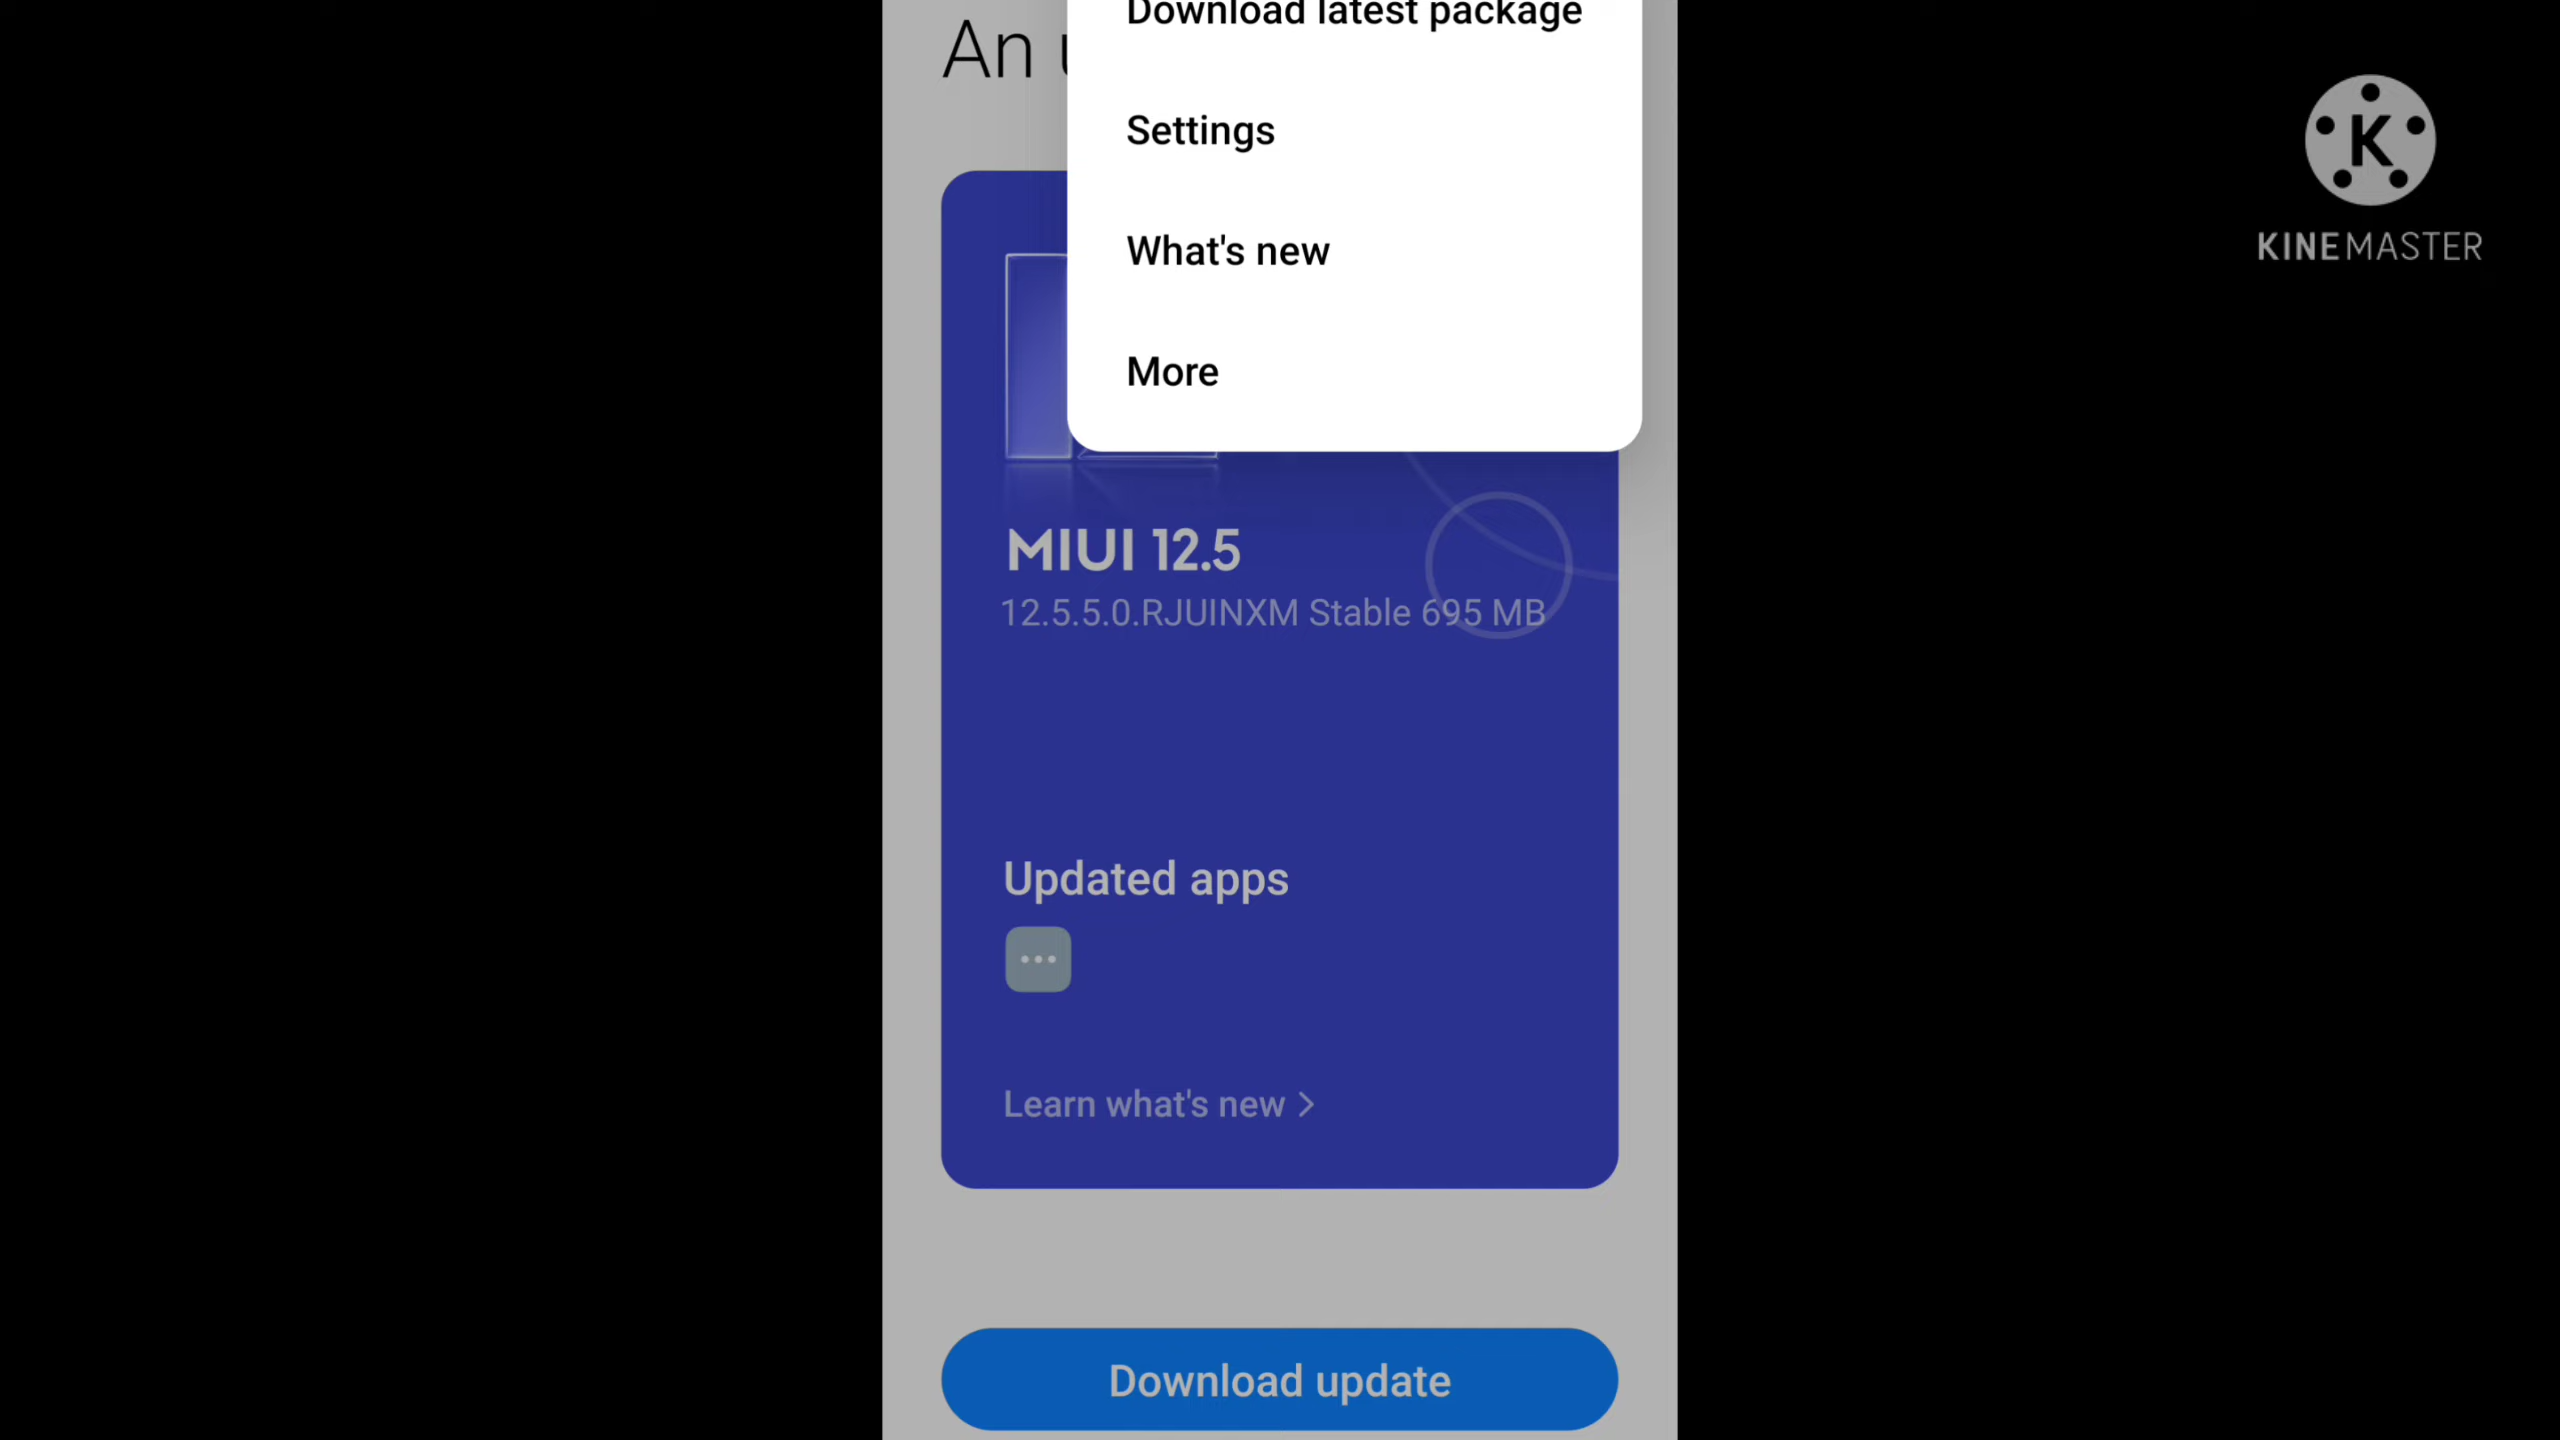 Download latest package
An
Settings
What's new
More
K
KINEMASTER
MIUI 12.5
12.5.5.0.RJUINXM Stable 695 MB
Updated apps
Learn what's new >
Download update